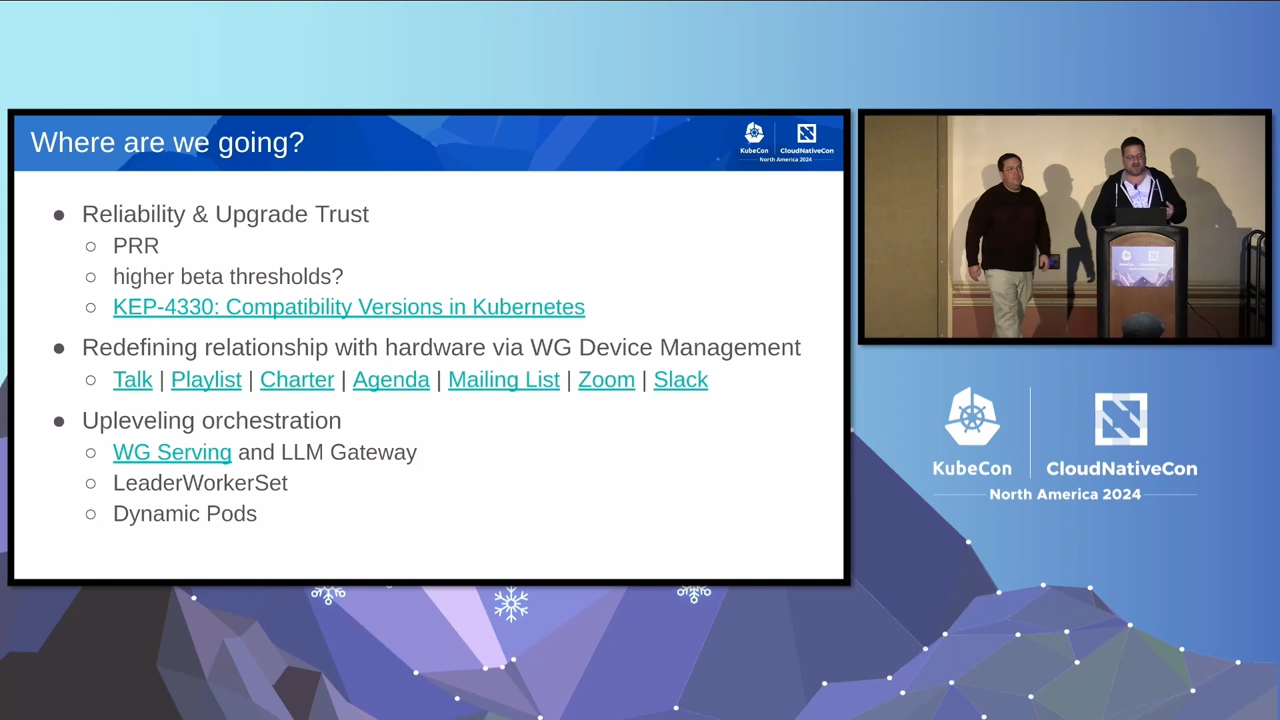 Where are we going?
KubeCon
CloudNativeCon
North America 2024
● Reliability & Upgrade Trust
○ PRR
○ higher beta thresholds?
○ KEP-4330: Compatibility Versions in Kubernetes
● Redefining relationship with hardware via WG Device Management
○ Talk | Playlist | Charter | Agenda | Mailing List | Zoom | Slack
● Upleveling orchestration
○ WG Serving and LLM Gateway
○ LeaderWorkerSet
○ Dynamic Pods
KubeCon
CloudNativeCon
North America 2024